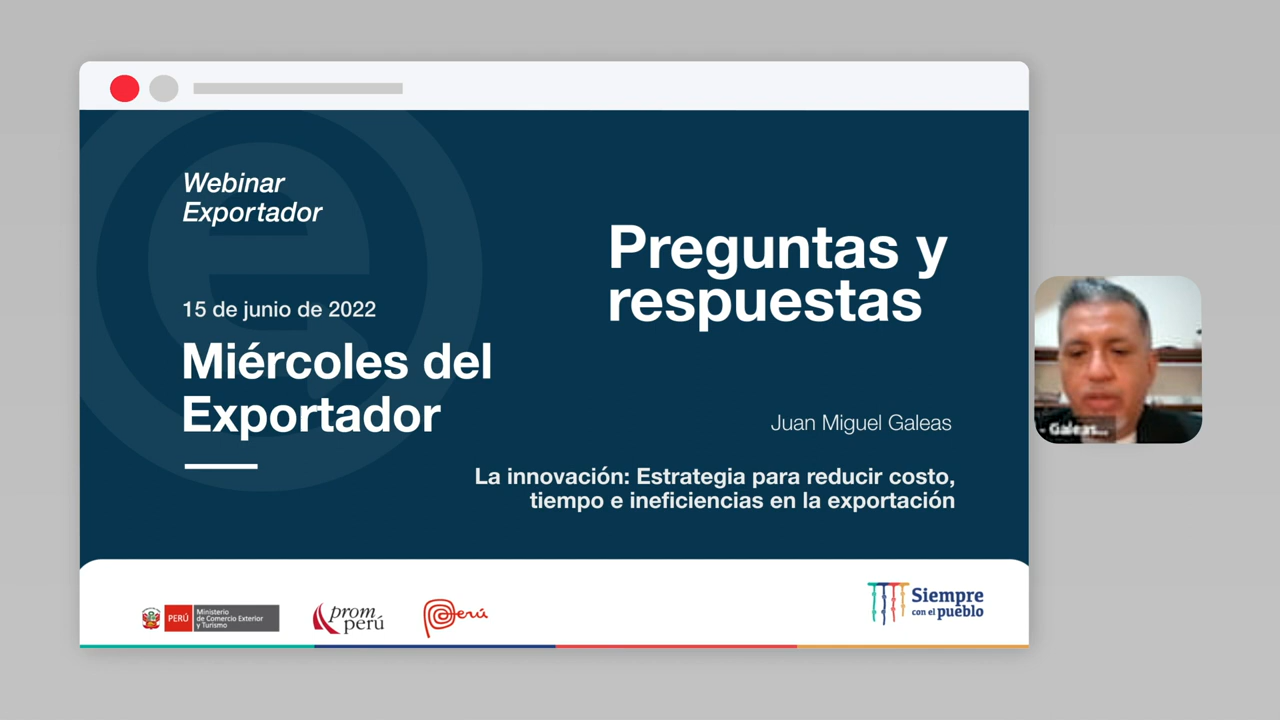 Webinar
Exportador
15 de junio de 2022
Miércoles del
Exportador
Preguntas y
respuestas
Juan Miguel Galeas
La innovación: Estrategia para reducir costo,
tiempo e ineficiencias en la exportación
- Galeas...
PERÚ
Ministerio
de Comercio Exterior
y Turismo
prom
perú
Perú
Siempre
con el pueblo